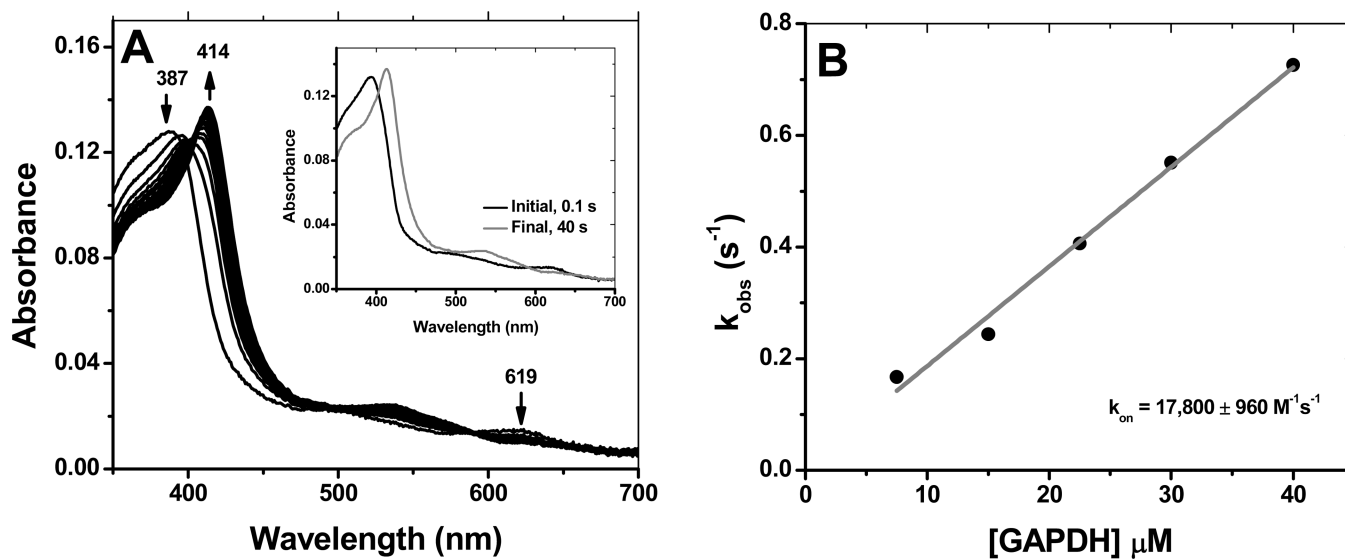 A
387
414
619
Absorbance
0.16
0.12
0.08
0.04
0.00
400
500
600
700
Wavelength (nm)
Absorbance
0.12
0.08
0.04
0.00
400
500
600
700
Wavelength (nm)
Initial, 0.1 s
Final, 40 s
B
k_obs (s⁻¹)
0.8
0.6
0.4
0.2
0.0
0
10
20
30
40
[GAPDH] μM
k_on = 17,800 ± 960 M⁻¹s⁻¹